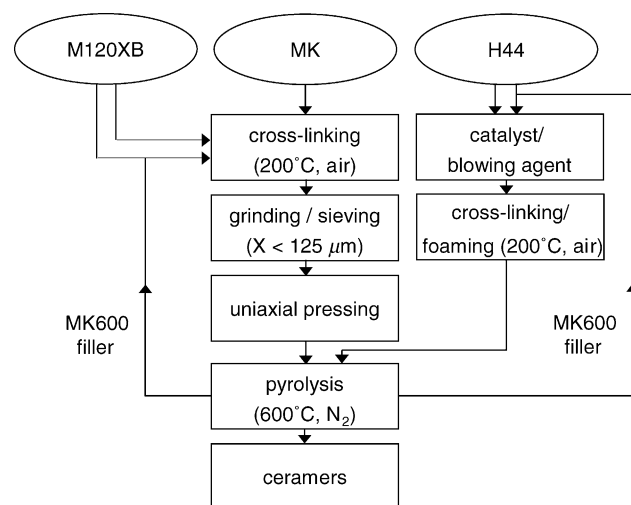 M120XB
MK
H44
cross-linking
(200°C, air)
catalyst/
blowing agent
grinding / sieving
(X < 125 μm)
cross-linking/
foaming (200°C, air)
uniaxial pressing
MK600
filler
MK600
filler
pyrolysis
(600°C, N₂)
ceramers